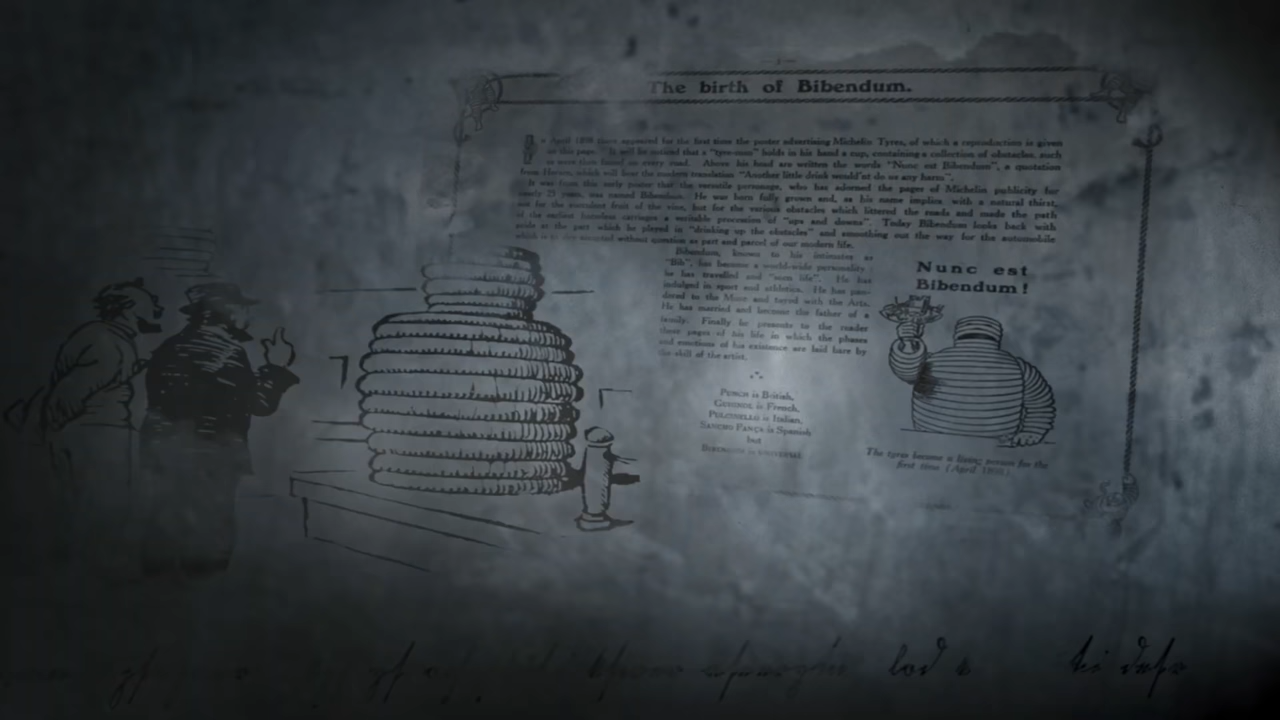 The birth of Bibendum.
In April 1898 there appeared for the first time the poster advertising Michelin Tyres, of which a reproduction is given
on this page. It will be noticed that a "tyre-man" holds in his hand a cup, containing a collection of obstacles, such
as were then found on every road. Above his head are written the words "Nunc est Bibendum", a quotation
from Horace, which will bear the modern translation "Another little drink would'nt do us any harm".
It was from this early poster that the versatile personage, who has adorned the pages of Michelin publicity for
nearly 25 years, was named Bibendum. He was born fully grown and, as his name implies with a natural thirst,
not for the succulent fruit of the vine, but for the various obstacles which littered the roads and made the path
of the earliest horseless carriages a veritable procession of "ups and downs". Today Bibendum looks back with
pride at the part which he played in "drinking up the obstacles" and smoothing out the way for the automobile
which is now accepted without question as part and parcel of our modern life.
Bibendum, known to his intimates as
"Bib", has become a world-wide personality:
he has travelled and "seen life". He has
indulged in sport and athletics. He has pan-
dered to the Muse and toyed with the Arts.
He has married and become the father of a
family. Finally he presents to the reader
these pages of his life in which the phases
and emotions of his existence are laid bare by
the skill of the artist.
Punch is British,
Guignol is French,
Polcinello is Italian,
Sancho Pança is Spanish
but
Bibendum is universal
Nunc est
Bibendum!
The tyres become a living person for the
first time (April 1898.)